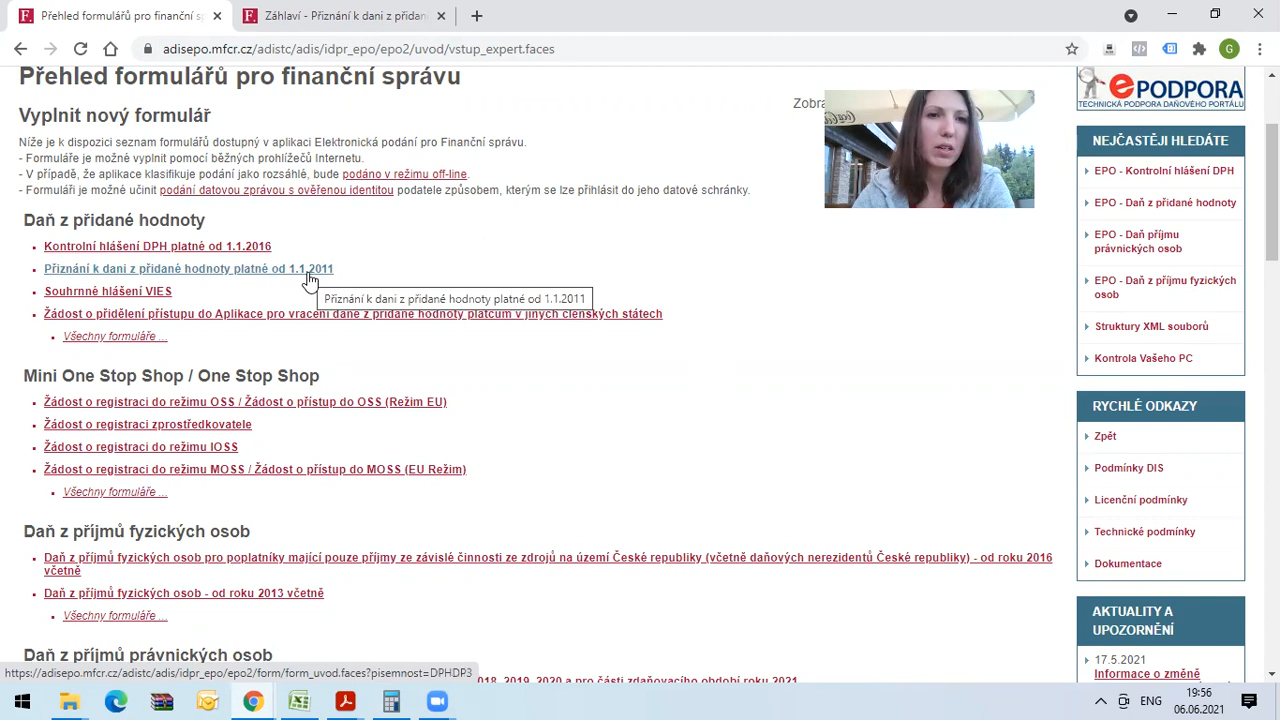 Přehled formulářů pro finanční sp
Záhlaví - Přiznání k dani z přidan
adisepo.mfcr.cz/adistc/adis/idpr_epo/epo2/uvod/vstup_expert.faces
G
Přehled formulářů pro finanční správu
Vyplnit nový formulář
Zobra
Níže je k dispozici seznam formulářů dostupný v aplikaci Elektronická podání pro Finanční správu.
- Formuláře je možné vyplnit pomocí běžných prohlížečů Internetu.
- V případě, že aplikace klasifikuje podání jako rozsáhlé, bude podáno v režimu off-line.
- Formuláři je možné učinit podání datovou zprávou s ověřenou identitou podatele způsobem, kterým se lze přihlásit do jeho datové schránky.
Daň z přidané hodnoty
Kontrolní hlášení DPH platné od 1.1.2016
Přiznání k dani z přidané hodnoty platné od 1.1.2011
Souhrnné hlášení VIES
Přiznání k dani z přidané hodnoty platné od 1.1.2011
Žádost o přidělení přístupu do Aplikace pro vracení daně z přidané hodnoty plátcům v jiných členských státech
Všechny formuláře ...
Mini One Stop Shop / One Stop Shop
Žádost o registraci do režimu OSS / Žádost o přístup do OSS (Režim EU)
Žádost o registraci zprostředkovatele
Žádost o registraci do režimu IOSS
Žádost o registraci do režimu MOSS / Žádost o přístup do MOSS (EU Režim)
Všechny formuláře ...
Daň z příjmů fyzických osob
Daň z příjmů fyzických osob pro poplatníky mající pouze příjmy ze závislé činnosti ze zdrojů na území České republiky (včetně daňových nerezidentů České republiky) - od roku 2016
včetně
Daň z příjmů fyzických osob - od roku 2013 včetně
Všechny formuláře ...
Daň z příjmů právnických osob
018, 2019, 2020 a pro části zdaňovacího období roku 2021
https://adisepo.mfcr.cz/adistc/adis/idpr_epo/epo2/form/form_uvod.faces?pisemnost=DPHDP3
ePODPORA
TECHNICKÁ PODPORA DAŇOVÉHO PORTÁLU
NEJČASTĚJI HLEDÁTE
EPO - Kontrolní hlášení DPH
EPO - Daň z přidané hodnoty
EPO - Daň příjmu
právnických osob
EPO - Daň z příjmu fyzických
osob
Struktury XML souborů
Kontrola Vašeho PC
RYCHLÉ ODKAZY
Zpět
Podmínky DIS
Licenční podmínky
Technické podmínky
Dokumentace
AKTUALITY A
UPOZORNĚNÍ
17.5.2021
Informace o změně
ENG
19:56
06.06.2021